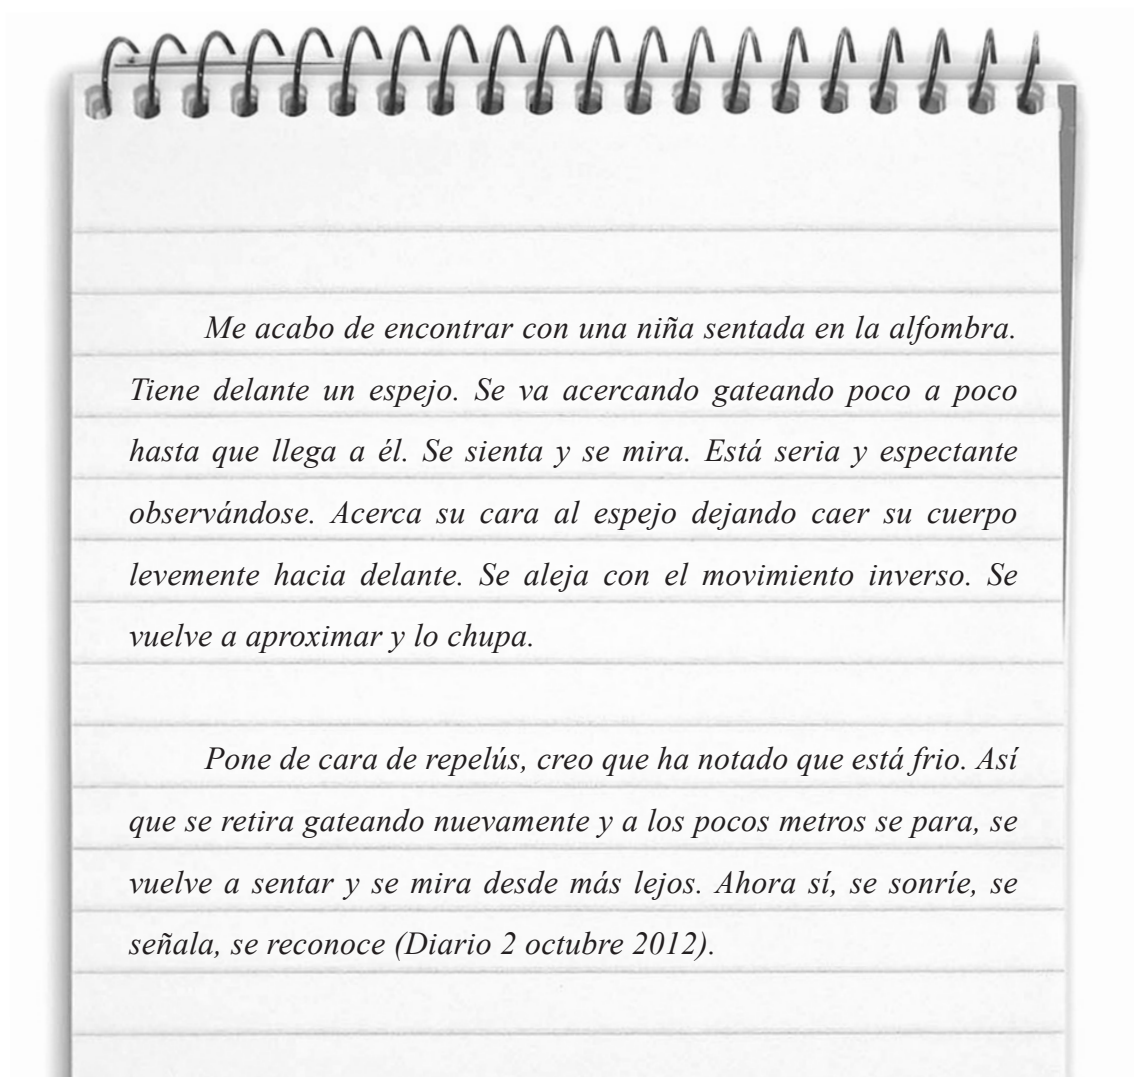 Me acabo de encontrar con una niña sentada en la alfombra.
Tiene delante un espejo. Se va acercando gateando poco a poco
hasta que llega a él. Se sienta y se mira. Está seria y espectante
observándose. Acerca su cara al espejo dejando caer su cuerpo
levemente hacia delante. Se aleja con el movimiento inverso. Se
vuelve a aproximar y lo chupa.
Pone de cara de repelús, creo que ha notado que está frio. Así
que se retira gateando nuevamente y a los pocos metros se para, se
vuelve a sentar y se mira desde más lejos. Ahora sí, se sonríe, se
señala, se reconoce (Diario 2 octubre 2012).